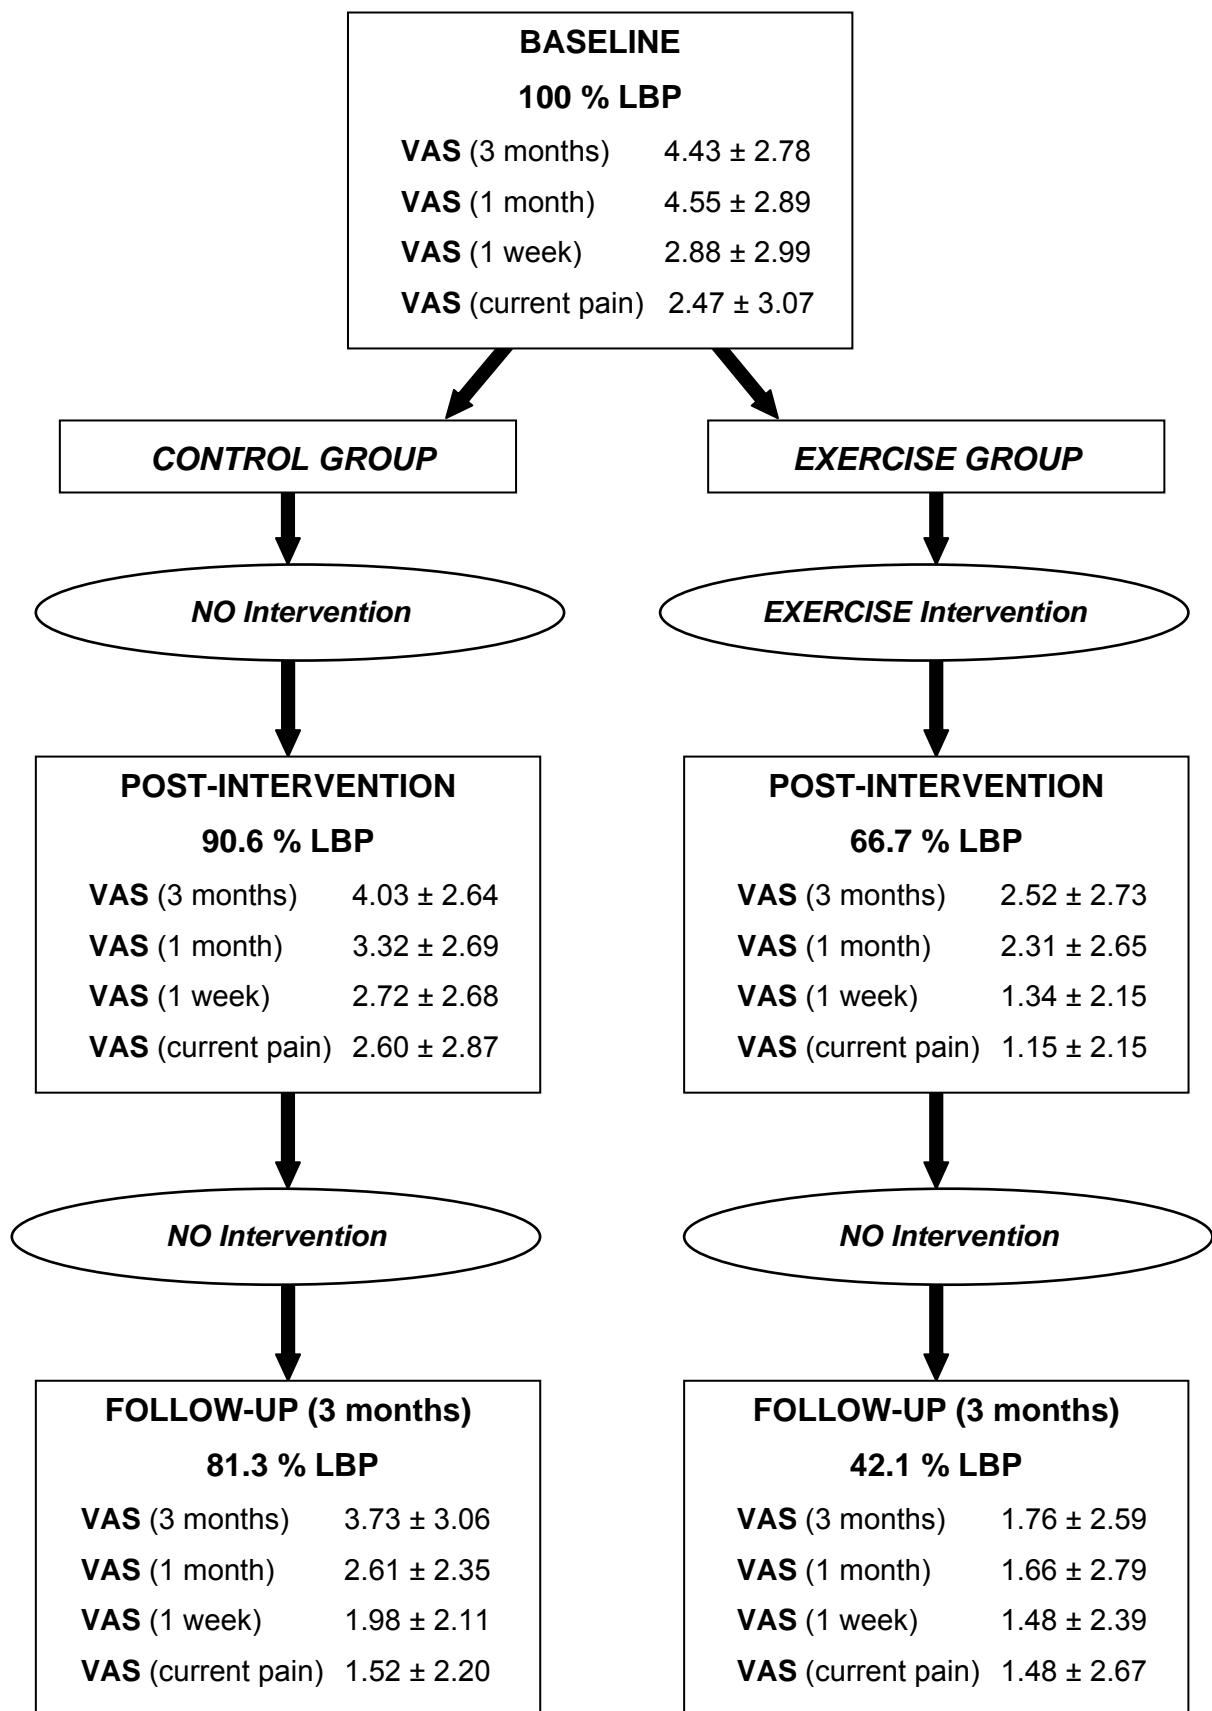 BASELINE
100 % LBP
VAS (3 months) 4.43 ± 2.78
VAS (1 month) 4.55 ± 2.89
VAS (1 week) 2.88 ± 2.99
VAS (current pain) 2.47 ± 3.07
CONTROL GROUP
EXERCISE GROUP
NO Intervention
EXERCISE Intervention
POST-INTERVENTION
90.6 % LBP
VAS (3 months) 4.03 ± 2.64
VAS (1 month) 3.32 ± 2.69
VAS (1 week) 2.72 ± 2.68
VAS (current pain) 2.60 ± 2.87
POST-INTERVENTION
66.7 % LBP
VAS (3 months) 2.52 ± 2.73
VAS (1 month) 2.31 ± 2.65
VAS (1 week) 1.34 ± 2.15
VAS (current pain) 1.15 ± 2.15
NO Intervention
NO Intervention
FOLLOW-UP (3 months)
81.3 % LBP
VAS (3 months) 3.73 ± 3.06
VAS (1 month) 2.61 ± 2.35
VAS (1 week) 1.98 ± 2.11
VAS (current pain) 1.52 ± 2.20
FOLLOW-UP (3 months)
42.1 % LBP
VAS (3 months) 1.76 ± 2.59
VAS (1 month) 1.66 ± 2.79
VAS (1 week) 1.48 ± 2.39
VAS (current pain) 1.48 ± 2.67